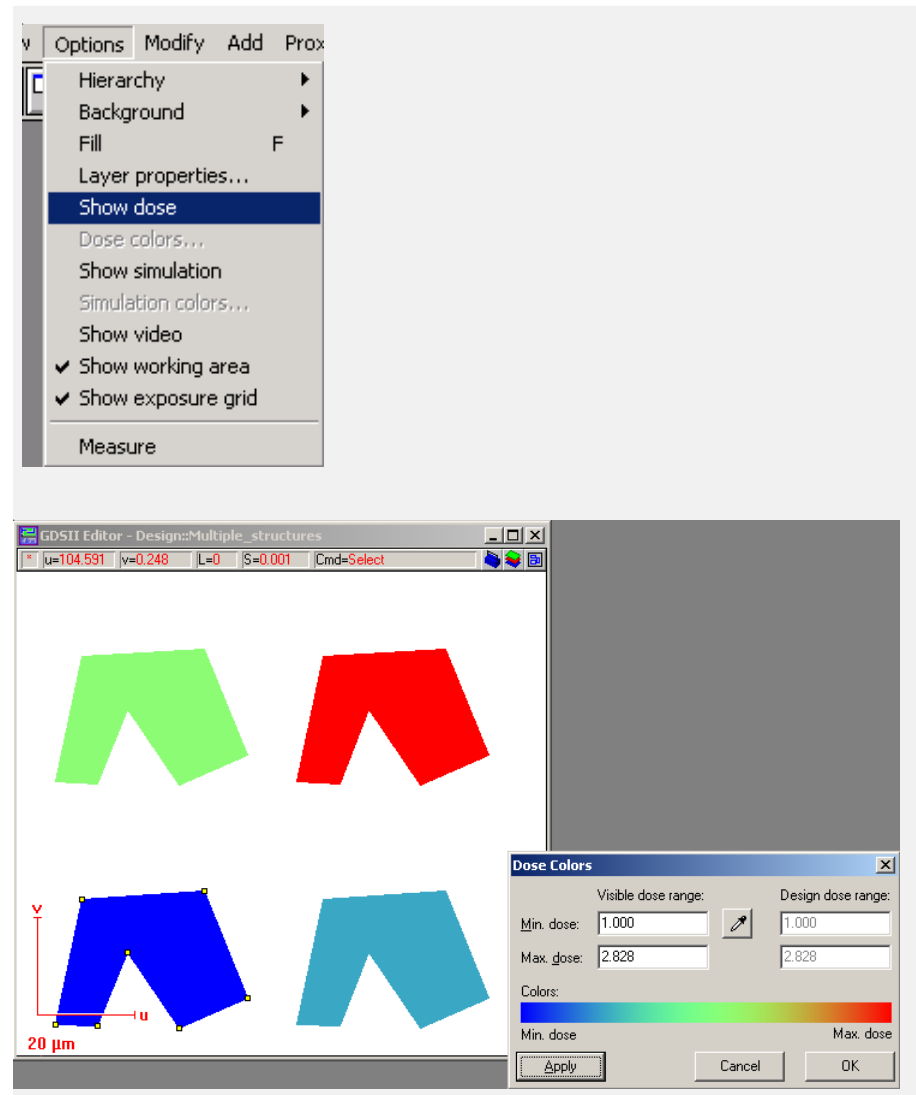 Options Modify Add
Hierarchy
Background
Fill F
Layer properties...
Show dose
Dose colors...
Show simulation
Simulation colors...
Show video
Show working area
Show exposure grid
Measure
GDSII Editor - Design::Multiple_structures
* u=104.591 v=0.248 L=0 S=0.001 Cmd=Select
v
u
20 µm
Dose Colors
Visible dose range: Design dose range:
Min. dose: 1.000 1.000
Max. dose: 2.828 2.828
Colors:
Min. dose Max. dose
Apply Cancel OK